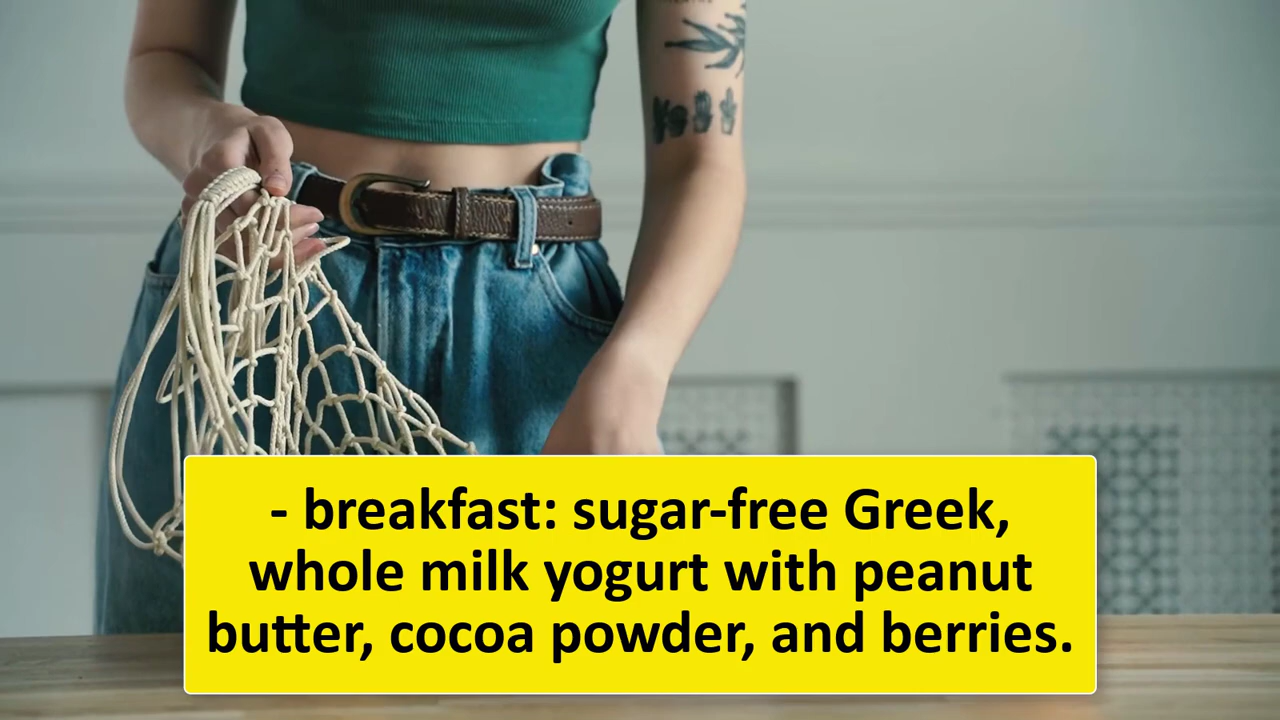 - breakfast: sugar-free Greek,
whole milk yogurt with peanut
butter, cocoa powder, and berries.